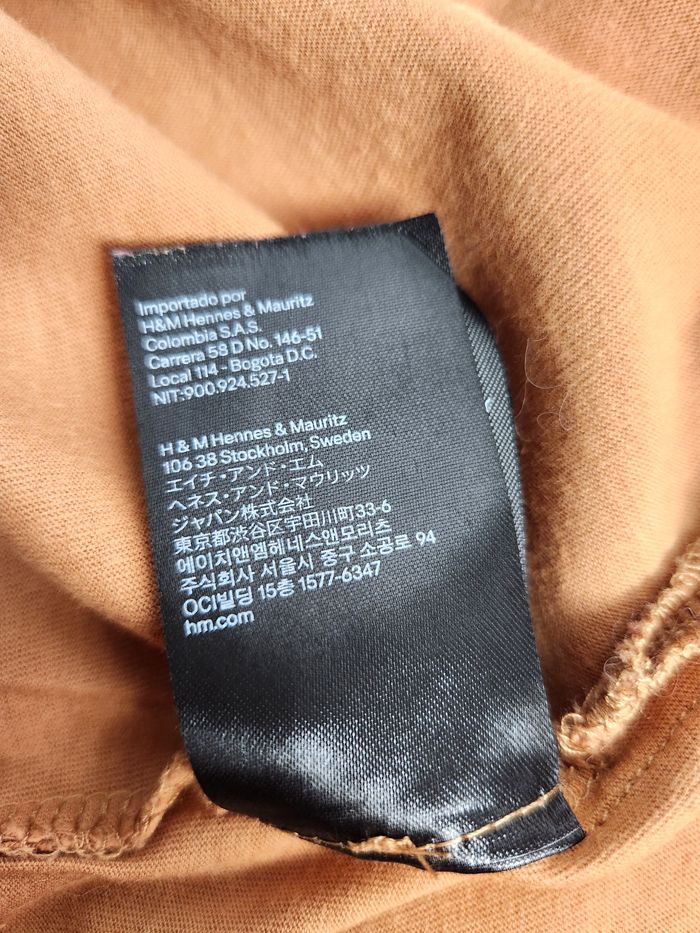 Importado por
H&M Hennes & Mauritz
Colombia S.A.S.
Carrera 58 D No. 146-51
Local 114 - Bogota D.C.
NIT:900.924.527-1
H & M Hennes & Mauritz
106 38 Stockholm, Sweden
エイチ・アンド・エム
ヘネス・アンド・マウリッツ
ジャパン株式会社
東京都渋谷区宇田川町33-6
에이치앤엠헤네스앤모리츠
주식회사 서울시 중구 소공로 94
OCI빌딩 15층 1577-6347
hm.com